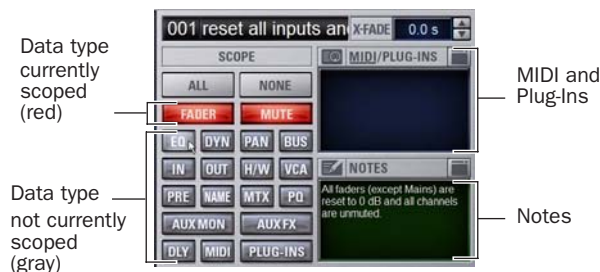 001 reset all inputs an
X-FADE 0.0 s
Data type
currently
scoped
(red)
SCOPE
ALL NONE
FADER MUTE
EQ DYN PAN BUS
IN OUT H/W VCA
PRE NAME MTX PQ
AUX MON AUX FX
DLY MIDI PLUG-INS
Data type
not currently
scoped
(gray)
MIDI/PLUG-INS
MIDI and
Plug-Ins
NOTES
All faders (except Mains) are
reset to 0 dB and all channels
are unmuted.
Notes